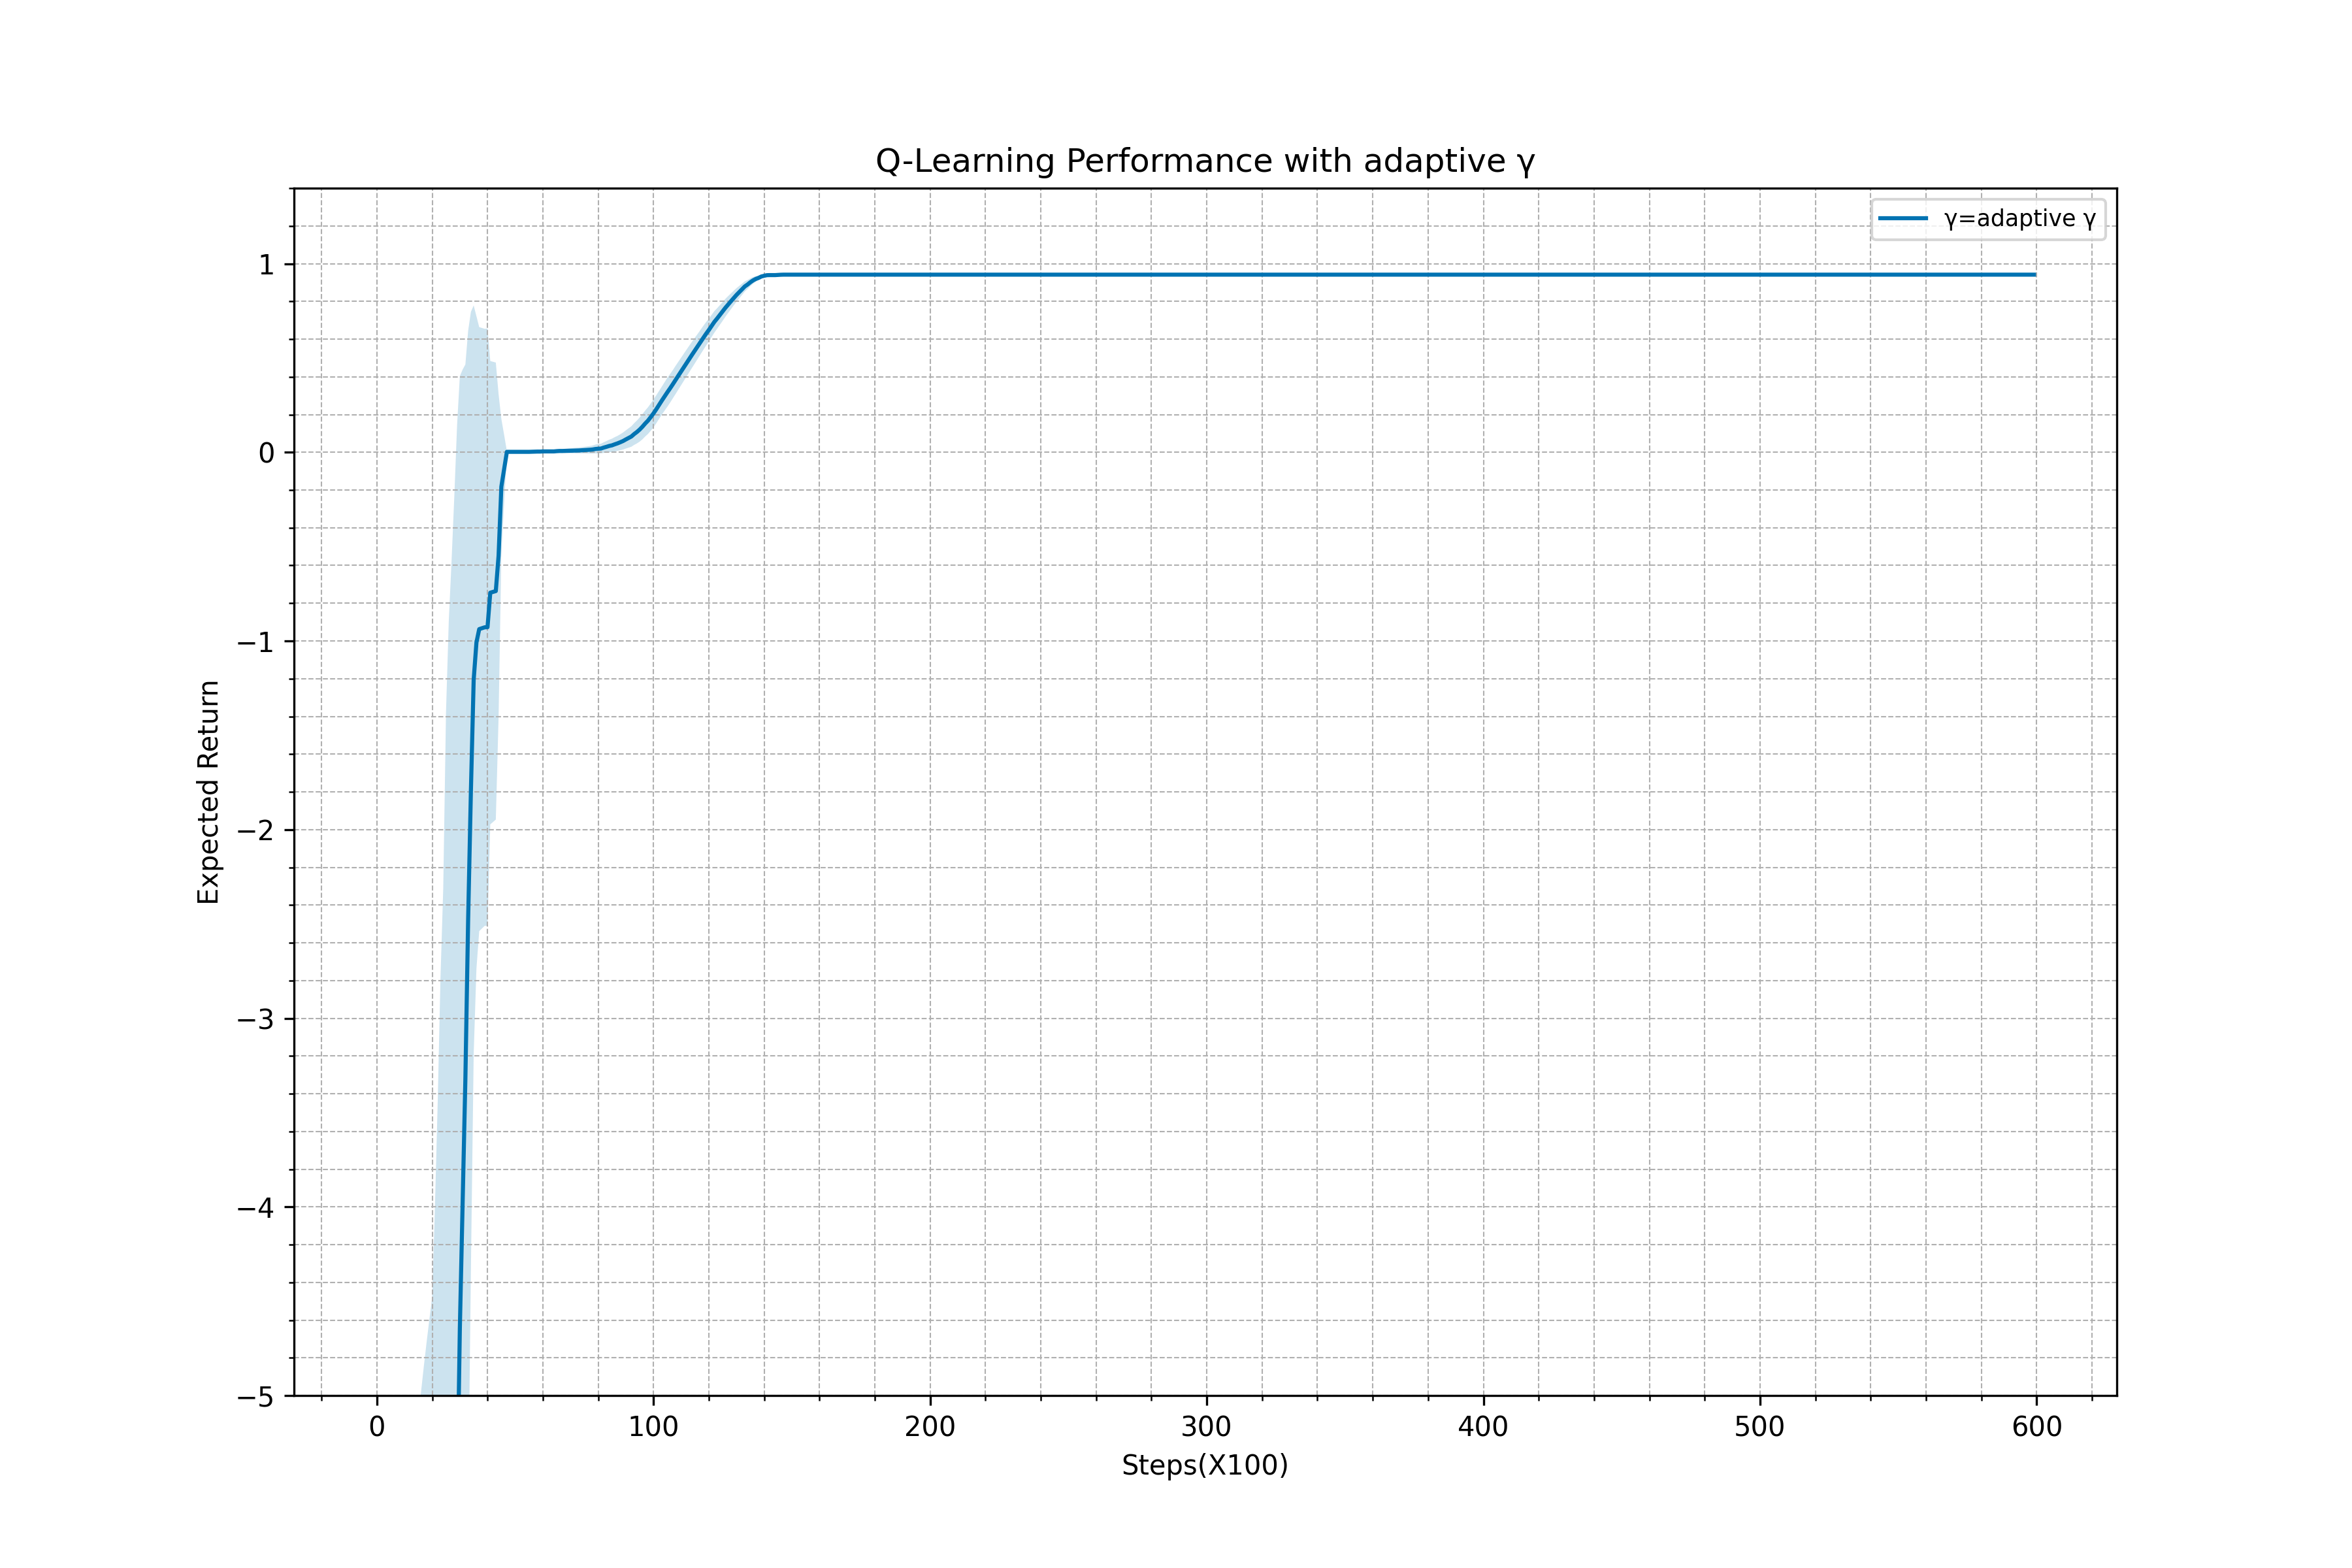 Q-Learning Performance with adaptive γ
γ=adaptive γ
1
0
−1
−2
−3
−4
−5
Expected Return
0 100 200 300 400 500 600
Steps(X100)